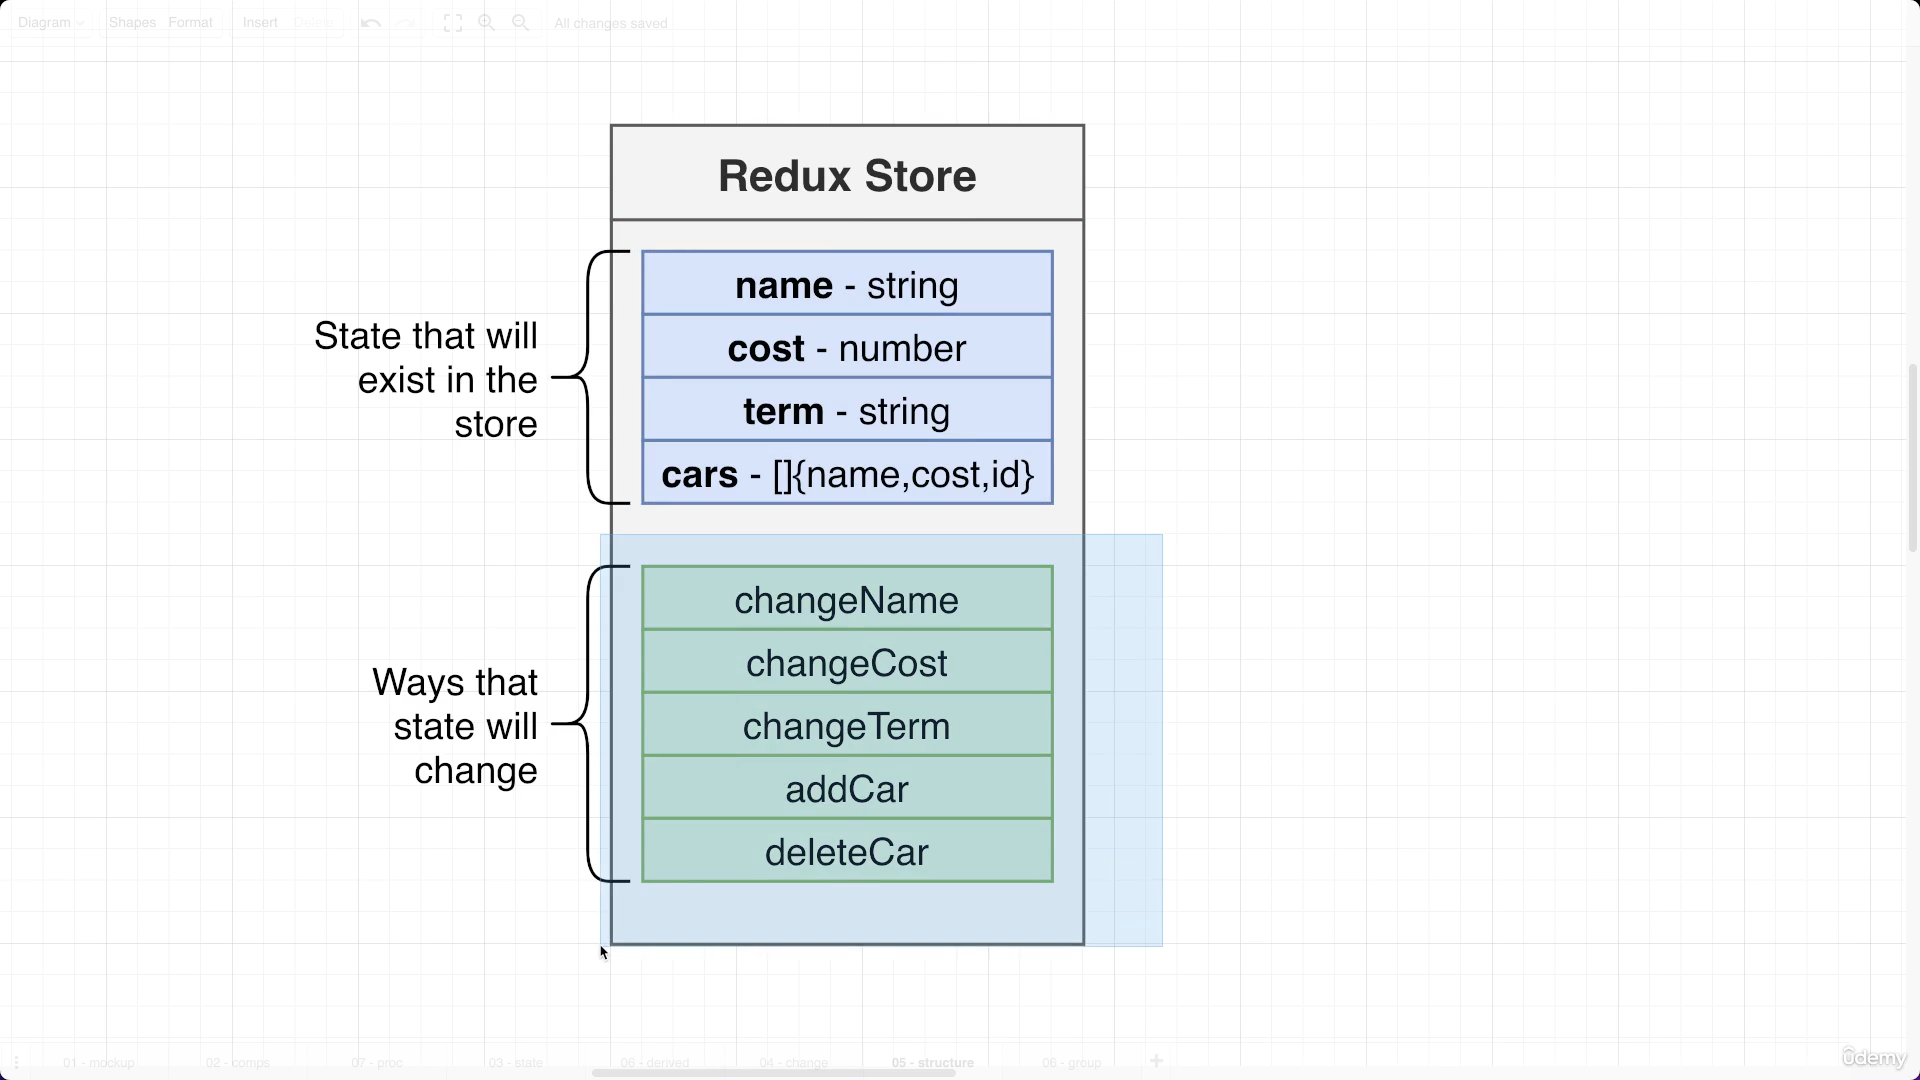 Diagram
Shapes
Format
Insert
Delete
All changes saved
Redux Store
name - string
cost - number
term - string
cars - []{name,cost,id}
State that will
exist in the
store
changeName
changeCost
changeTerm
addCar
deleteCar
Ways that
state will
change
01 - mockup
02 - comps
07 - proc
03 - state
06 - derived
04 - change
05 - structure
06 - group
ûdemy